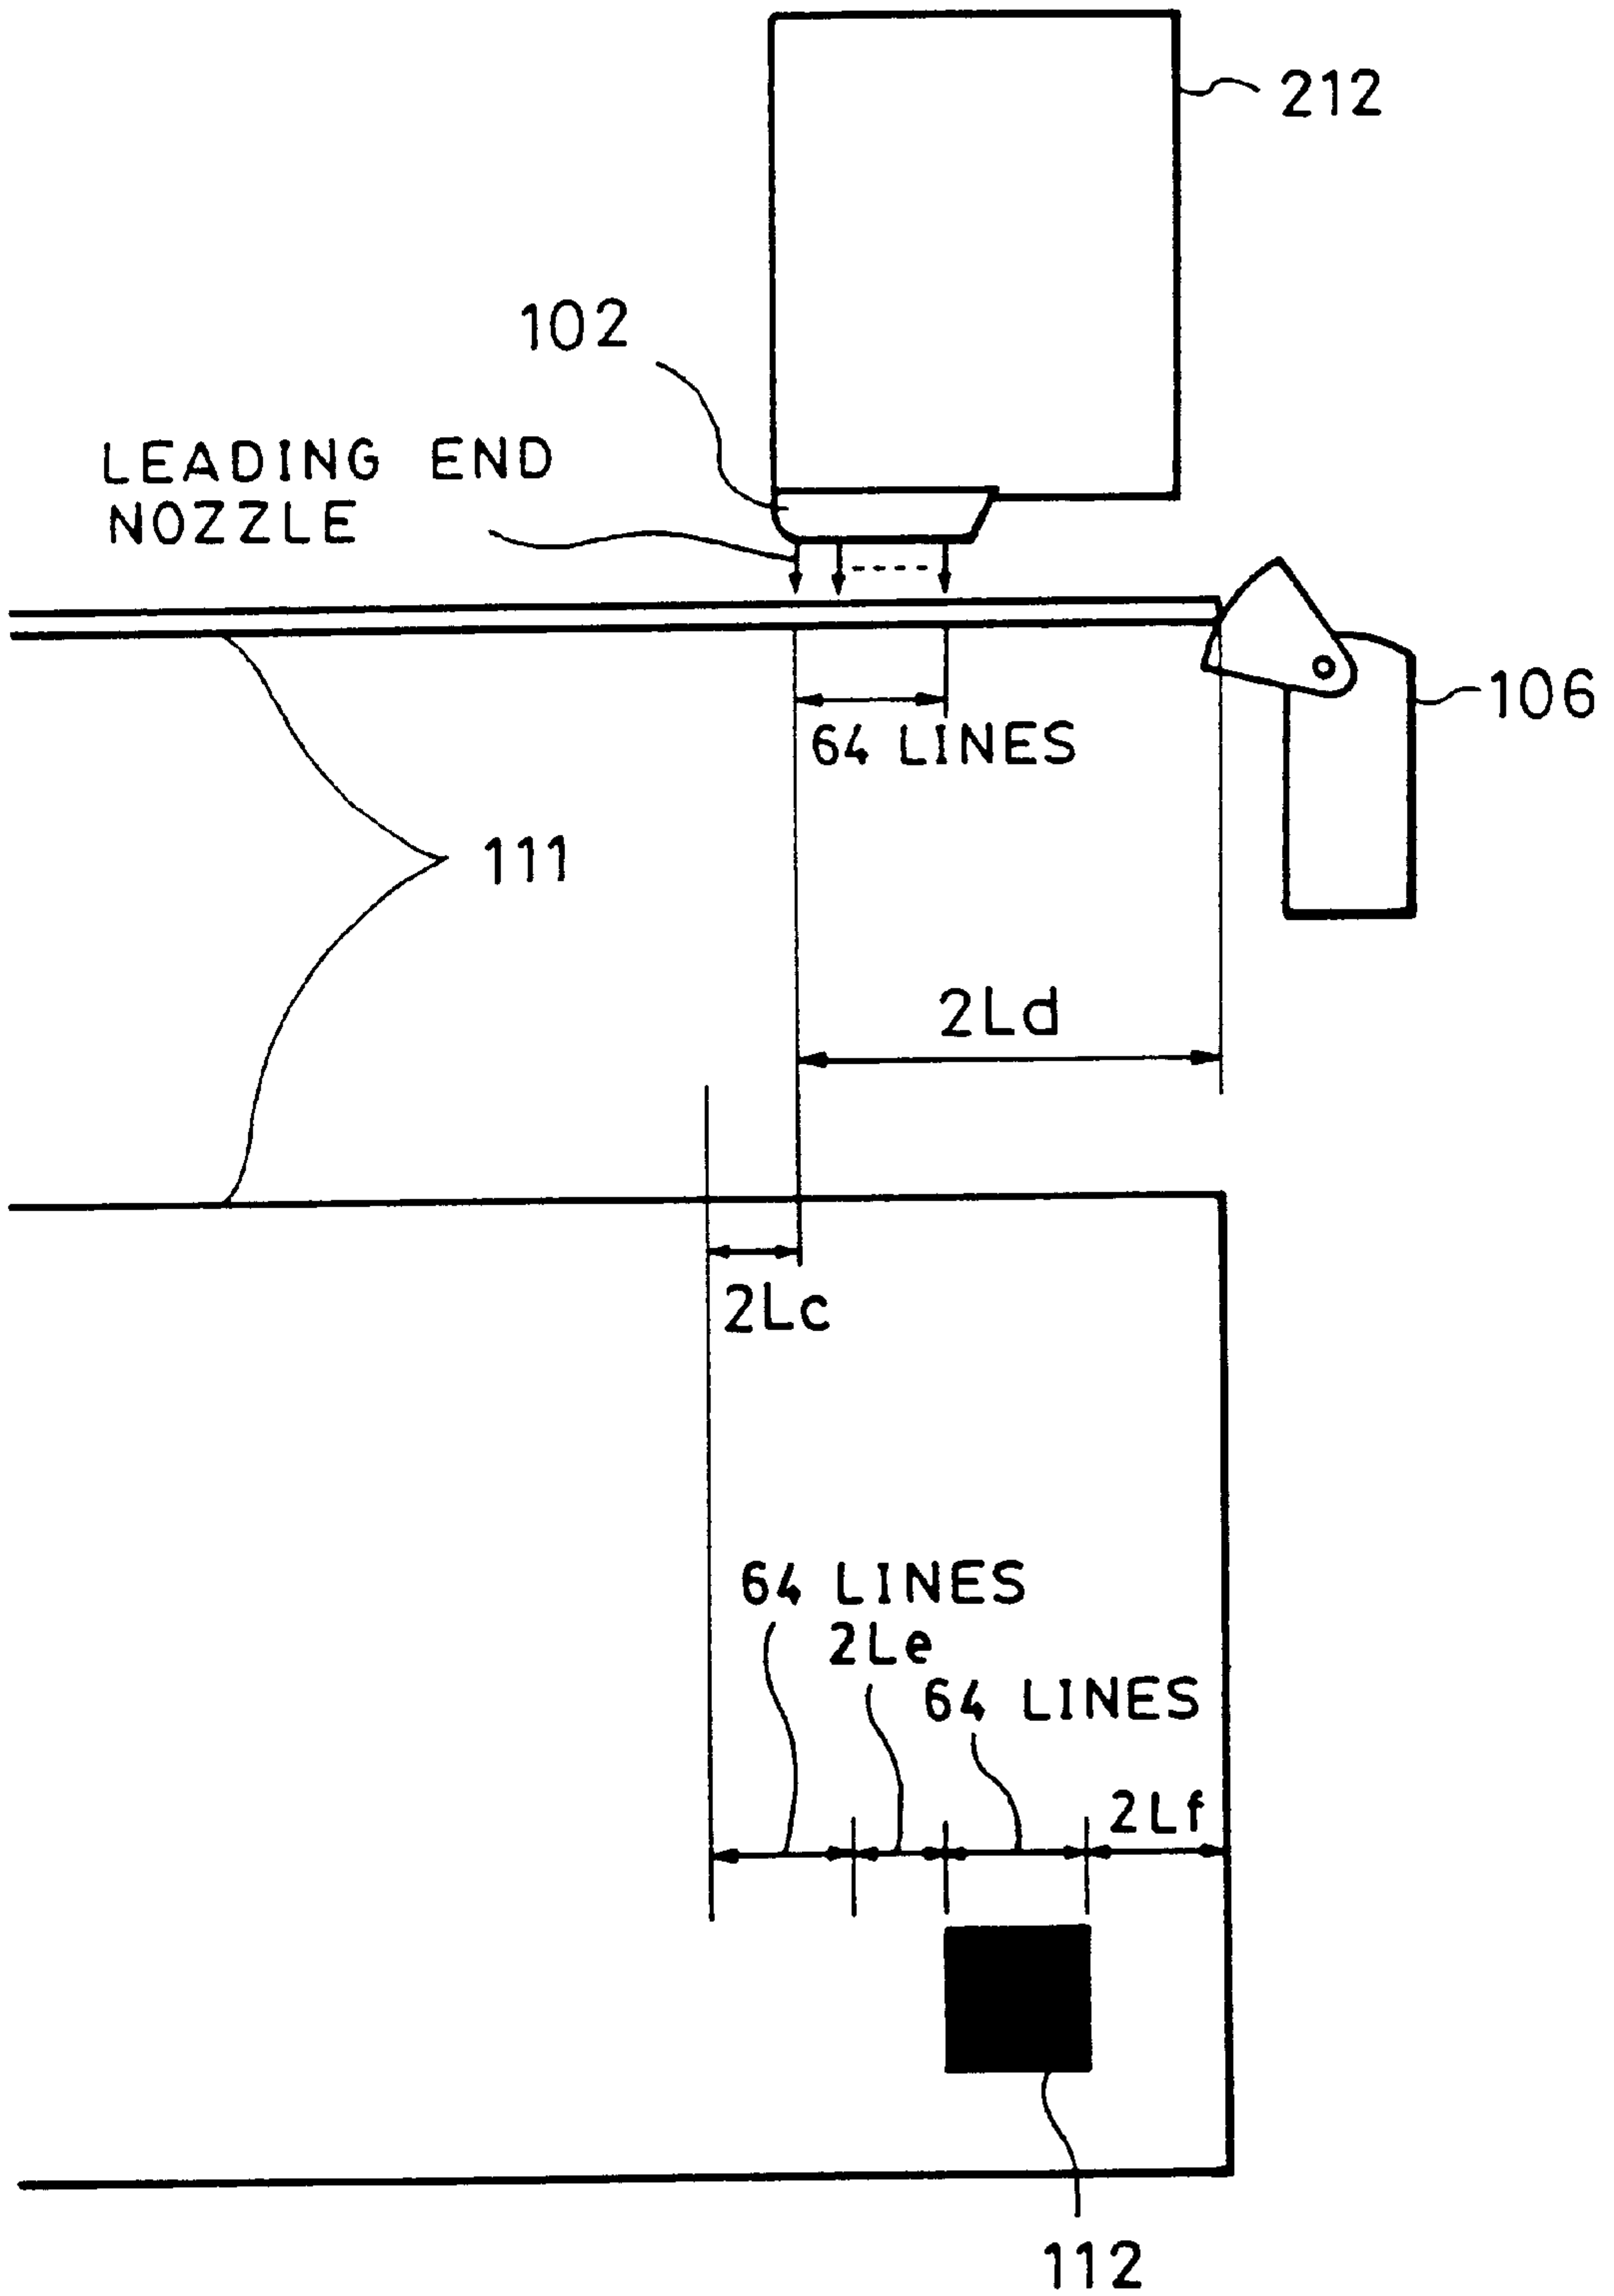 212
102
LEADING END
NOZZLE
106
64 LINES
111
2Ld
2Lc
64 LINES
2Le
64 LINES
2Lf
112